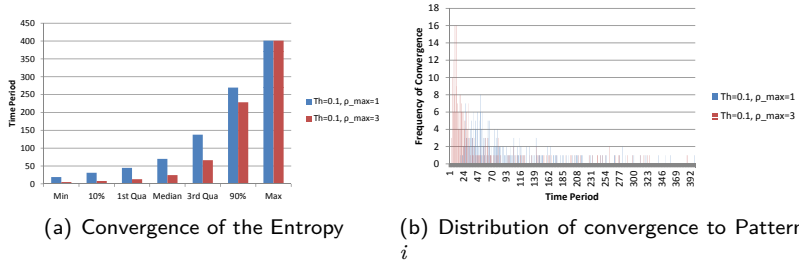 450
400
350
300
250
200
150
100
50
0
Time Period
Min 10% 1st Qua Median 3rd Qua 90% Max
Th=0.1, ρ_max=1
Th=0.1, ρ_max=3
(a) Convergence of the Entropy
18
16
14
12
10
8
6
4
2
0
Frequency of Convergence
1 24 47 70 93 116 139 162 185 208 231 254 277 300 323 346 369 392
Time Period
Th=0.1, ρ_max=1
Th=0.1, ρ_max=3
(b) Distribution of convergence to Pattern
i